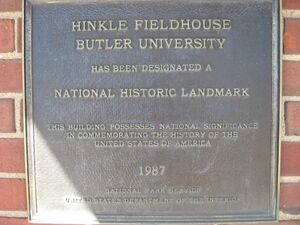 HINKLE FIELDHOUSE
BUTLER UNIVERSITY
HAS BEEN DESIGNATED A
NATIONAL HISTORIC LANDMARK
THIS BUILDING POSSESSES NATIONAL SIGNIFICANCE
IN COMMEMORATING THE HISTORY OF THE
UNITED STATES OF AMERICA
1987
NATIONAL PARK SERVICE
UNITED STATES DEPARTMENT OF THE INTERIOR